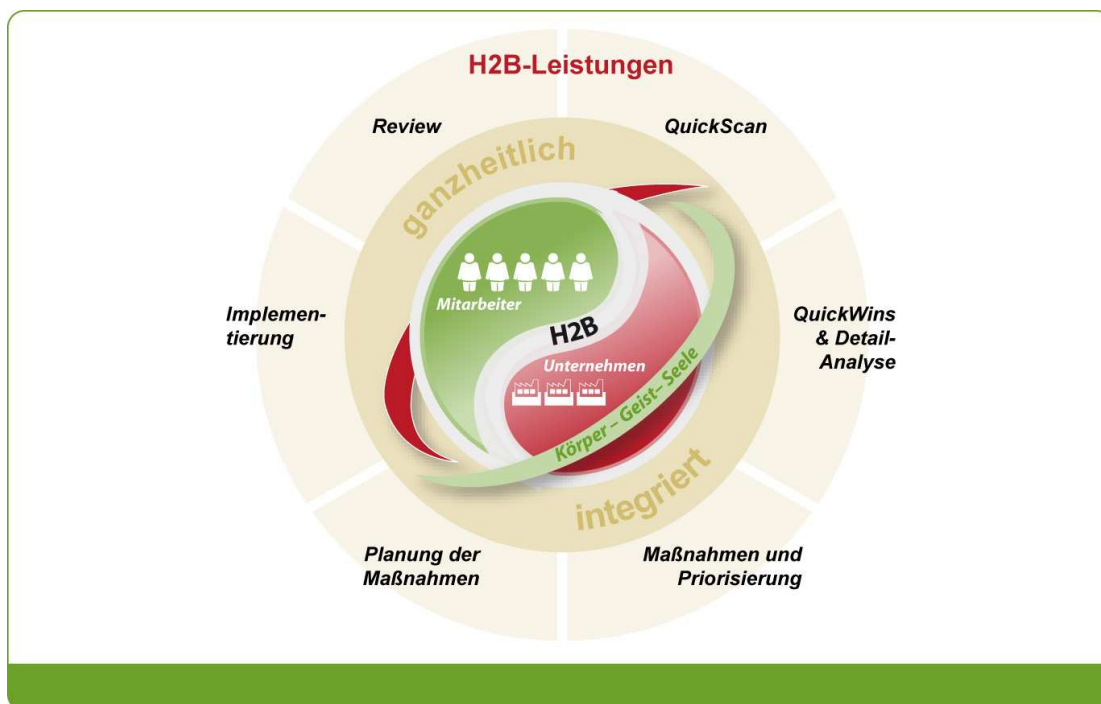 H2B-Leistungen
Review
QuickScan
ganzheitlich
Mitarbeiter
Implemen-
tierung
H2B
QuickWins
& Detail-
Analyse
Unternehmen
Körper – Geist– Seele
integriert
Planung der
Maßnahmen
Maßnahmen und
Priorisierung